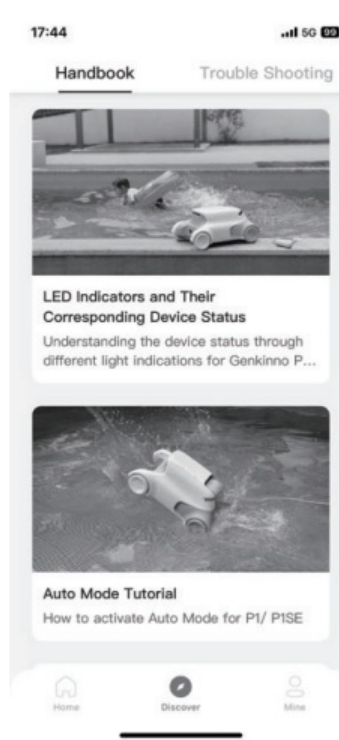 17:44
5G 99
Handbook
Trouble Shooting
LED Indicators and Their
Corresponding Device Status
Understanding the device status through
different light indications for Genkinno P...
Auto Mode Tutorial
How to activate Auto Mode for P1/ P1SE
Home
Discover
Mine